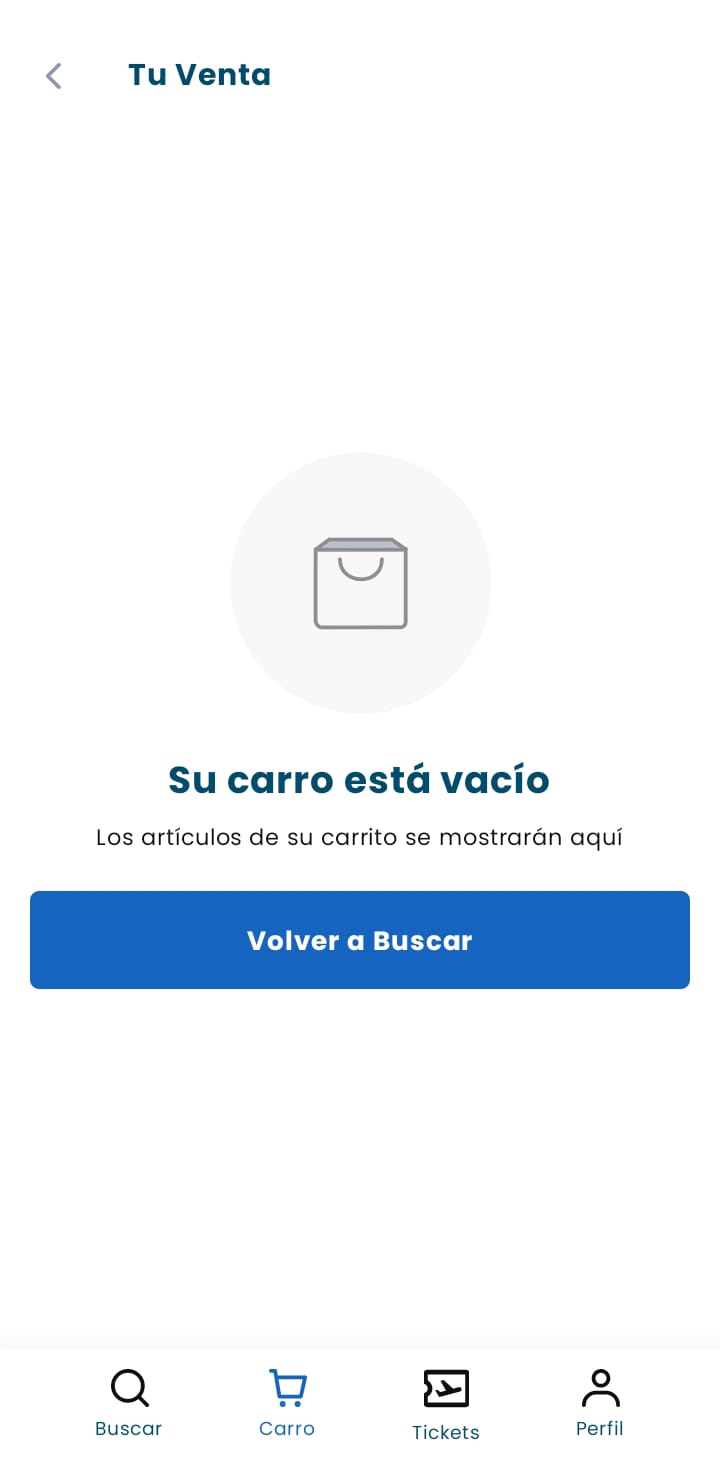 Tu Venta
Su carro está vacío
Los artículos de su carrito se mostrarán aquí
Volver a Buscar
Buscar
Carro
Tickets
Perfil